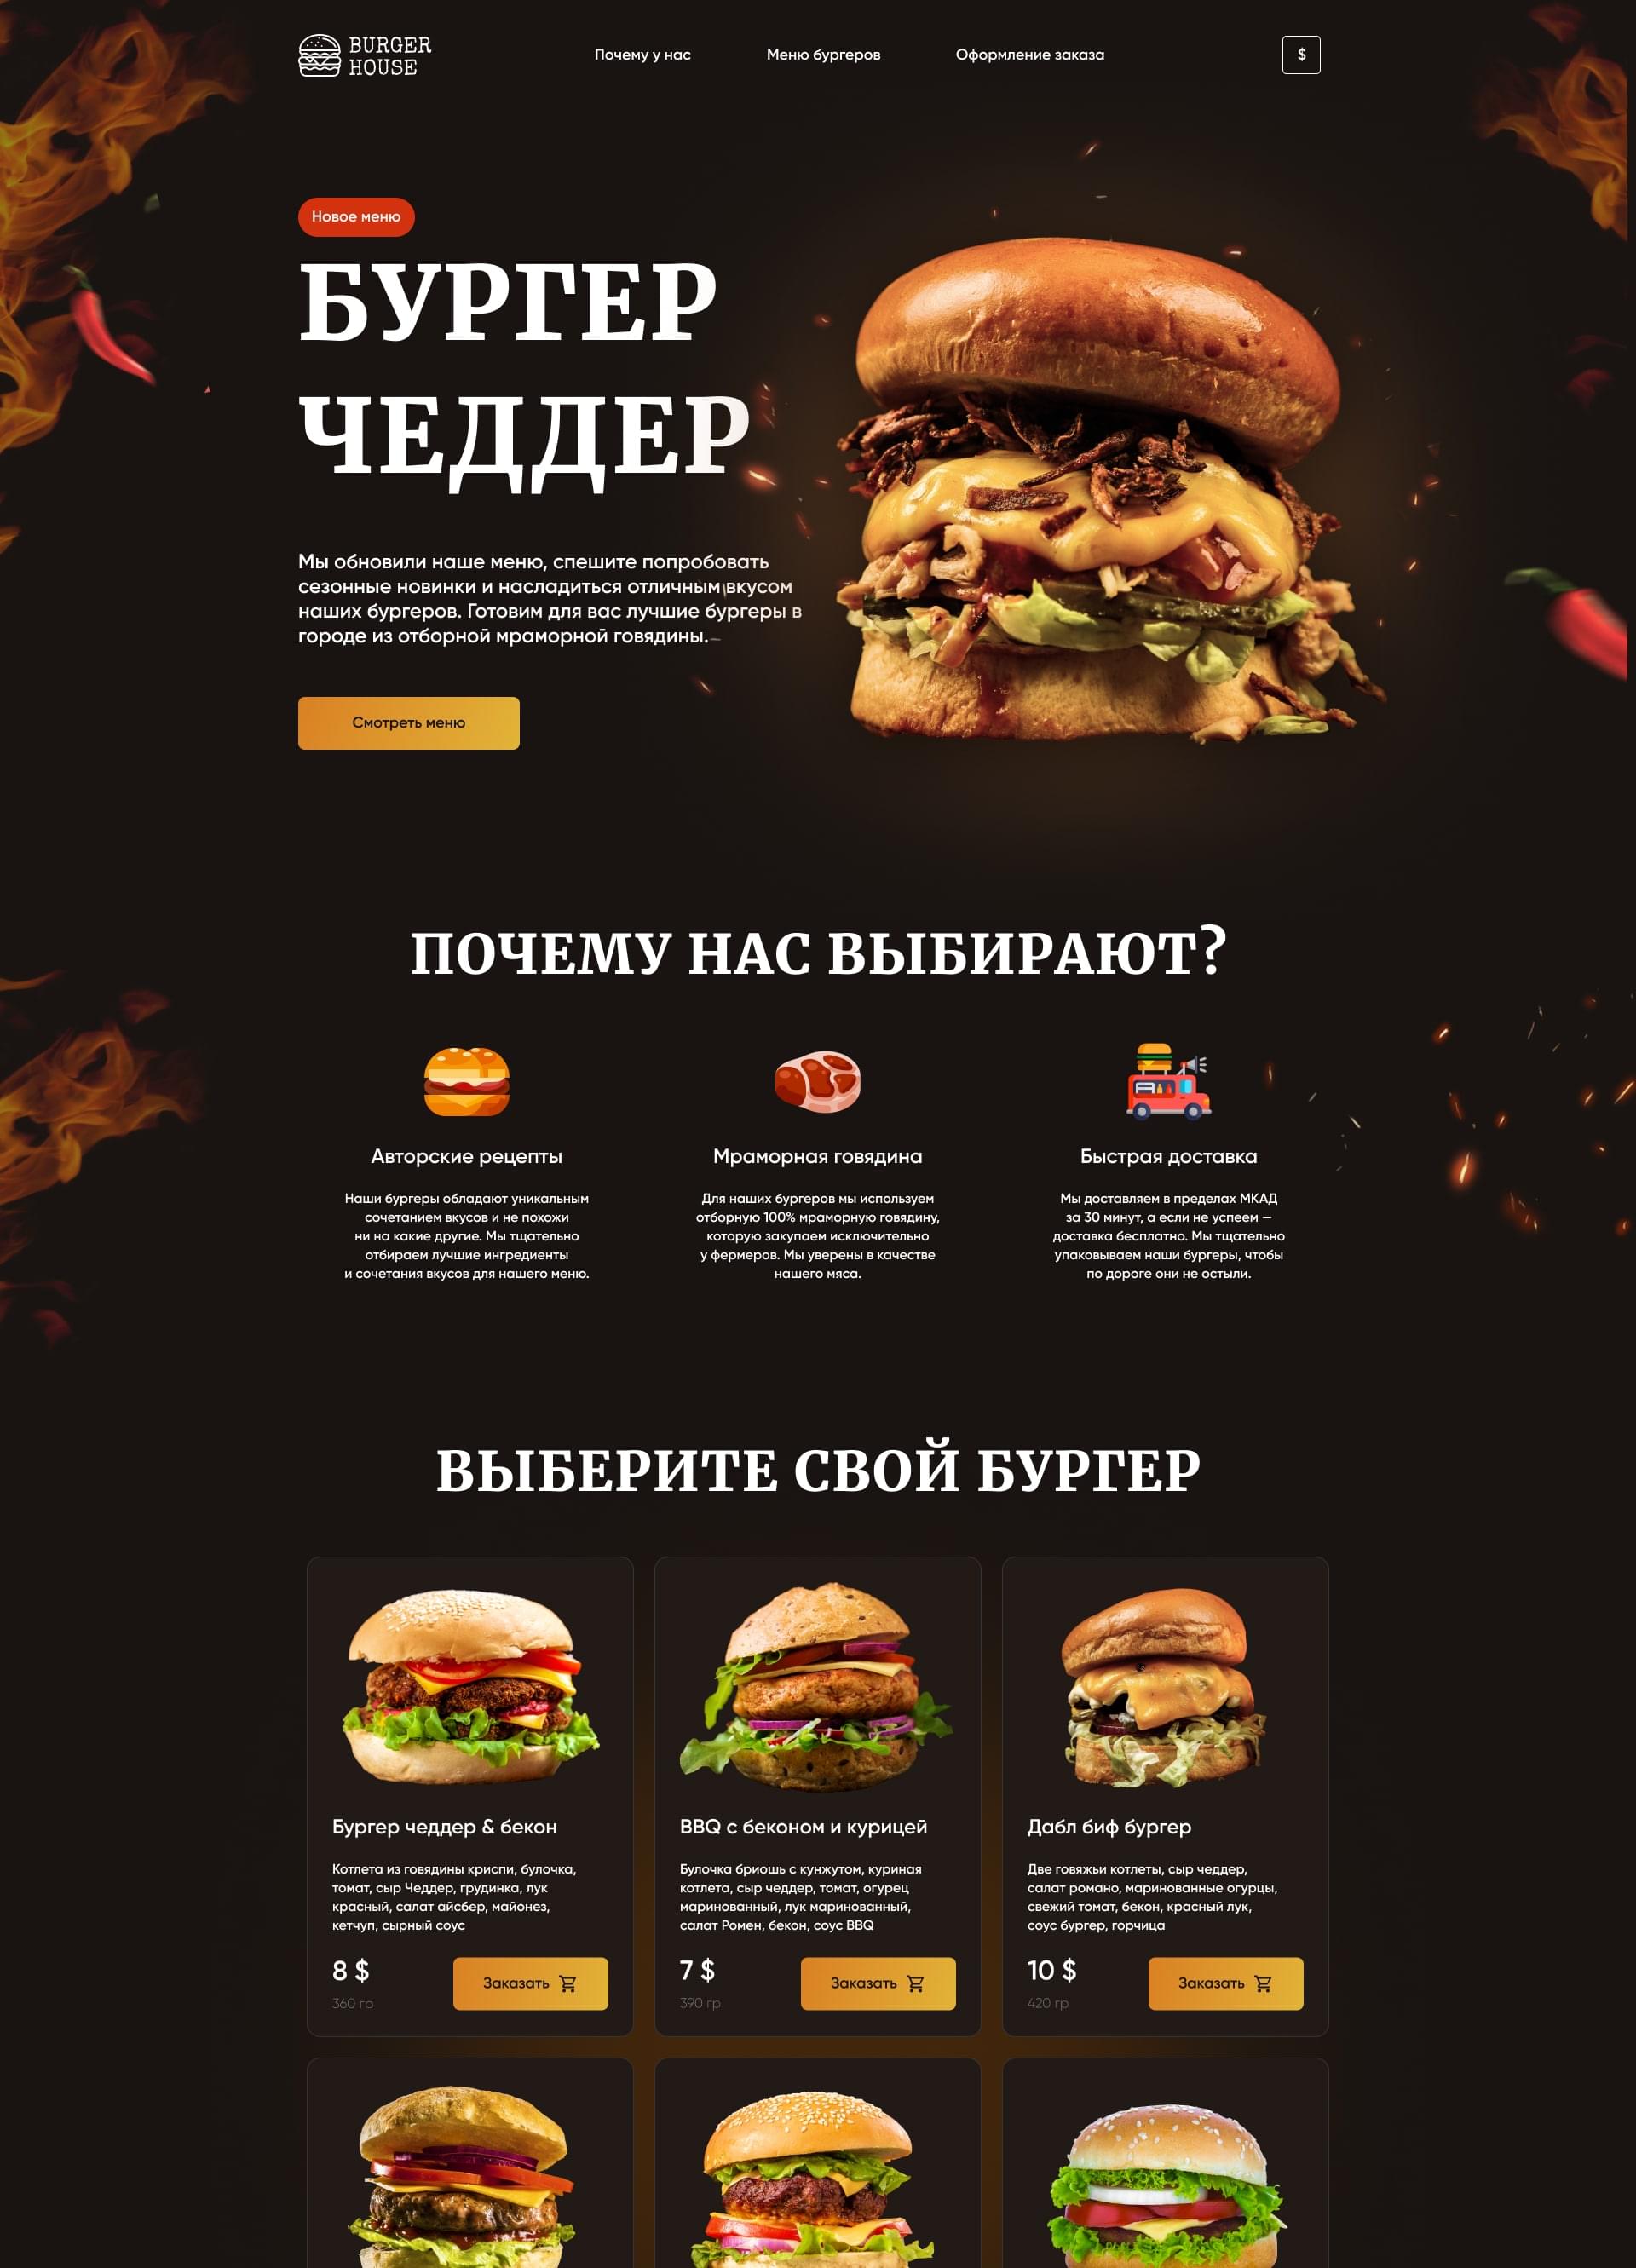 BURGER
HOUSE
Почему у нас
Меню бургеров
Оформление заказа
$
Новое меню
БУРГЕР
ЧЕДДЕР
Мы обновили наше меню, спешите попробовать
сезонные новинки и насладиться отличным вкусом
наших бургеров. Готовим для вас лучшие бургеры в
городе из отборной мраморной говядины.
Смотреть меню
ПОЧЕМУ НАС ВЫБИРАЮТ?
Авторские рецепты
Наши бургеры обладают уникальным
сочетанием вкусов и не похожи
ни на какие другие. Мы тщательно
отбираем лучшие ингредиенты
и сочетания вкусов для нашего меню.
Мраморная говядина
Для наших бургеров мы используем
отборную 100% мраморную говядину,
которую закупаем исключительно
у фермеров. Мы уверены в качестве
нашего мяса.
Быстрая доставка
Мы доставляем в пределах МКАД
за 30 минут, а если не успеем —
доставка бесплатно. Мы тщательно
упаковываем наши бургеры, чтобы
по дороге они не остыли.
ВЫБЕРИТЕ СВОЙ БУРГЕР
Бургер чеддер & бекон
Котлета из говядины криспи, булочка,
томат, сыр Чеддер, грудинка, лук
красный, салат айсбер, майонез,
кетчуп, сырный соус
8 $
360 гр
Заказать
BBQ с беконом и курицей
Булочка бриошь с кунжутом, куриная
котлета, сыр чеддер, томат, огурец
маринованный, лук маринованный,
салат Ромен, бекон, соус BBQ
7 $
390 гр
Заказать
Дабл биф бургер
Две говяжьи котлеты, сыр чеддер,
салат романо, маринованные огурцы,
свежий томат, бекон, красный лук,
соус бургер, горчица
10 $
420 гр
Заказать